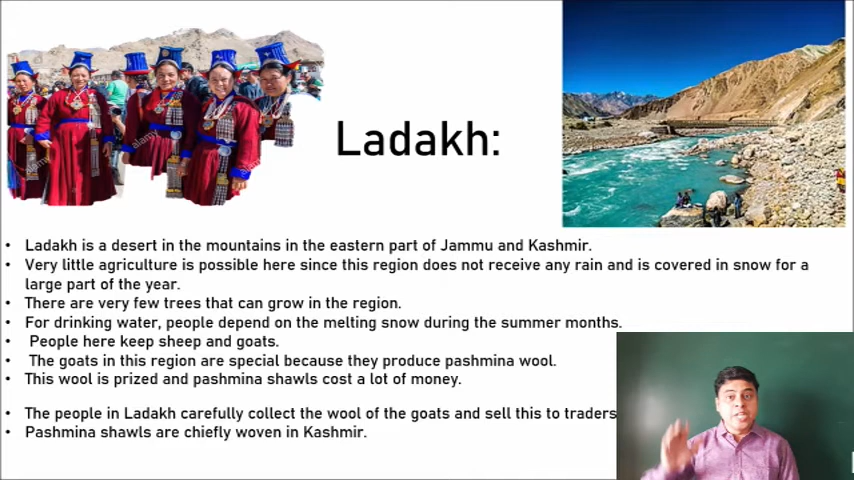 Ladakh:
• Ladakh is a desert in the mountains in the eastern part of Jammu and Kashmir.
• Very little agriculture is possible here since this region does not receive any rain and is covered in snow for a
large part of the year.
• There are very few trees that can grow in the region.
• For drinking water, people depend on the melting snow during the summer months.
• People here keep sheep and goats.
• The goats in this region are special because they produce pashmina wool.
• This wool is prized and pashmina shawls cost a lot of money.
• The people in Ladakh carefully collect the wool of the goats and sell this to traders
• Pashmina shawls are chiefly woven in Kashmir.